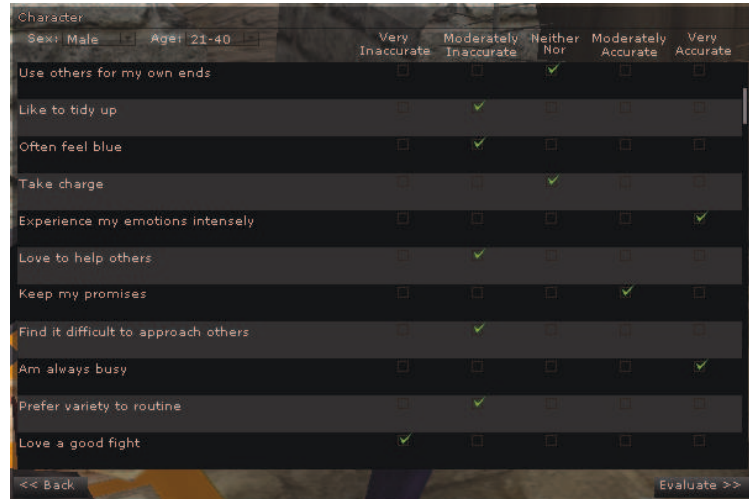 Character
Sex: Male Age: 21-40 Very Inaccurate Moderately Inaccurate Neither Nor Moderately Accurate Very Accurate
Use others for my own ends
Like to tidy up
Often feel blue
Take charge
Experience my emotions intensely
Love to help others
Keep my promises
Find it difficult to approach others
Am always busy
Prefer variety to routine
Love a good fight
<< Back Evaluate >>